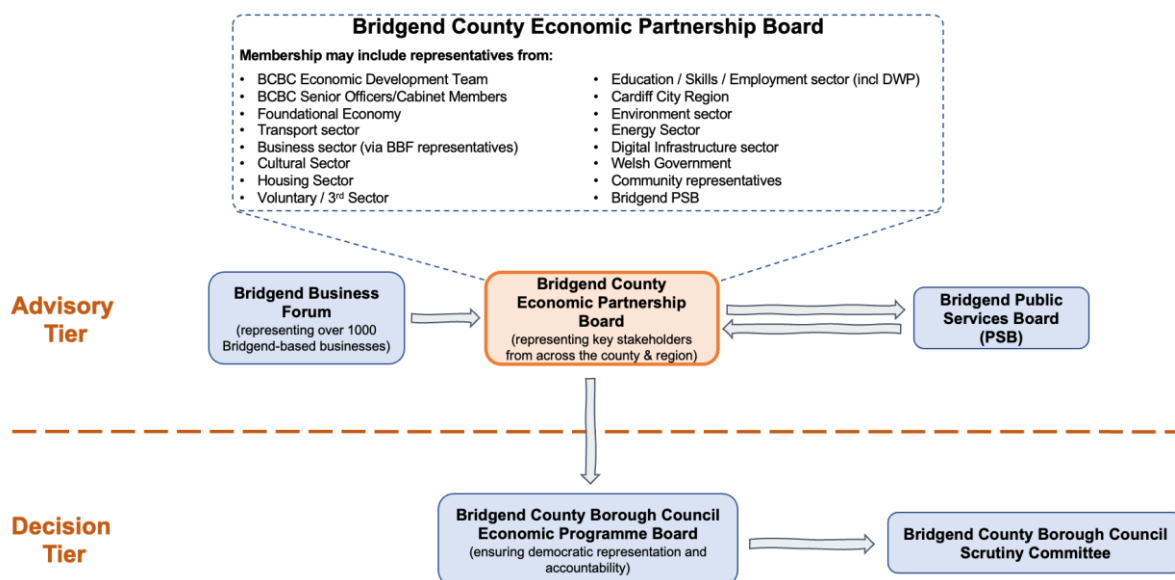 Bridgend County Economic Partnership Board
Membership may include representatives from:
• BCBC Economic Development Team
• BCBC Senior Officers/Cabinet Members
• Foundational Economy
• Transport sector
• Business sector (via BBF representatives)
• Cultural Sector
• Housing Sector
• Voluntary / 3rd Sector
• Education / Skills / Employment sector (incl DWP)
• Cardiff City Region
• Environment sector
• Energy Sector
• Digital Infrastructure sector
• Welsh Government
• Community representatives
• Bridgend PSB
Advisory
Tier
Bridgend Business
Forum
(representing over 1000
Bridgend-based businesses)
Bridgend County
Economic Partnership
Board
(representing key stakeholders
from across the county & region)
Bridgend Public
Services Board
(PSB)
Decision
Tier
Bridgend County Borough Council
Economic Programme Board
(ensuring democratic representation and
accountability)
Bridgend County Borough Council
Scrutiny Committee